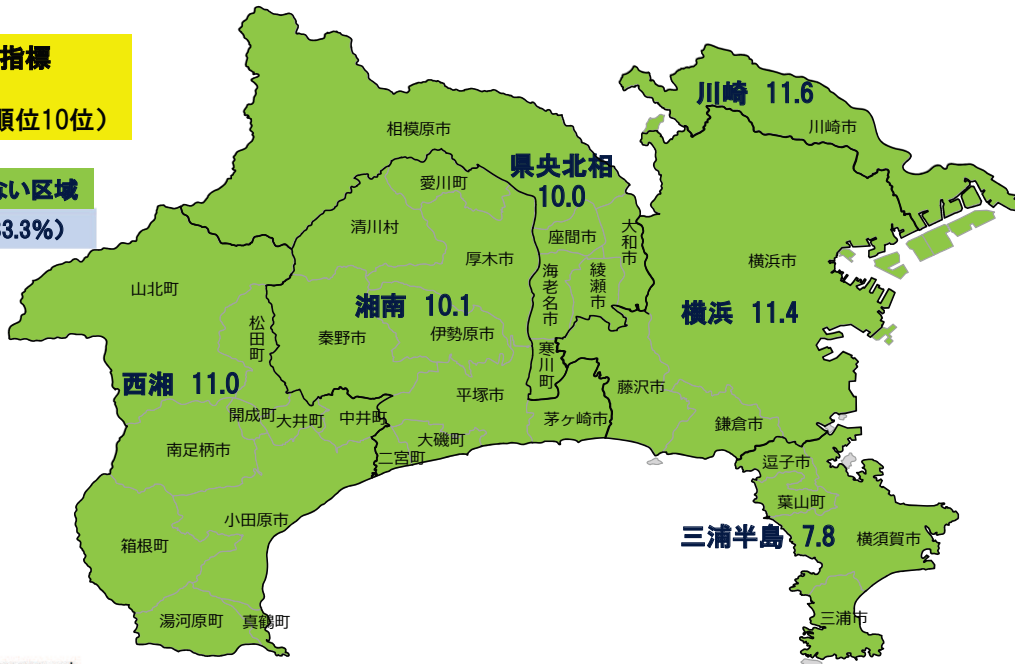 指標
順位10位）
ない区域
3.3%）
川崎 11.6
川崎市
相模原市
県央北相
10.0
愛川町
清川村
厚木市
座間市
大和市
綾瀬市
海老名市
横浜市
山北町
松田町
湘南 10.1
秦野市
伊勢原市
横浜 11.4
寒川町
西湘 11.0
藤沢市
平塚市
開成町
大井町
中井町
茅ヶ崎市
鎌倉市
南足柄市
大磯町
二宮町
逗子市
葉山町
小田原市
三浦半島 7.8
横須賀市
箱根町
湯河原町
真鶴町
三浦市